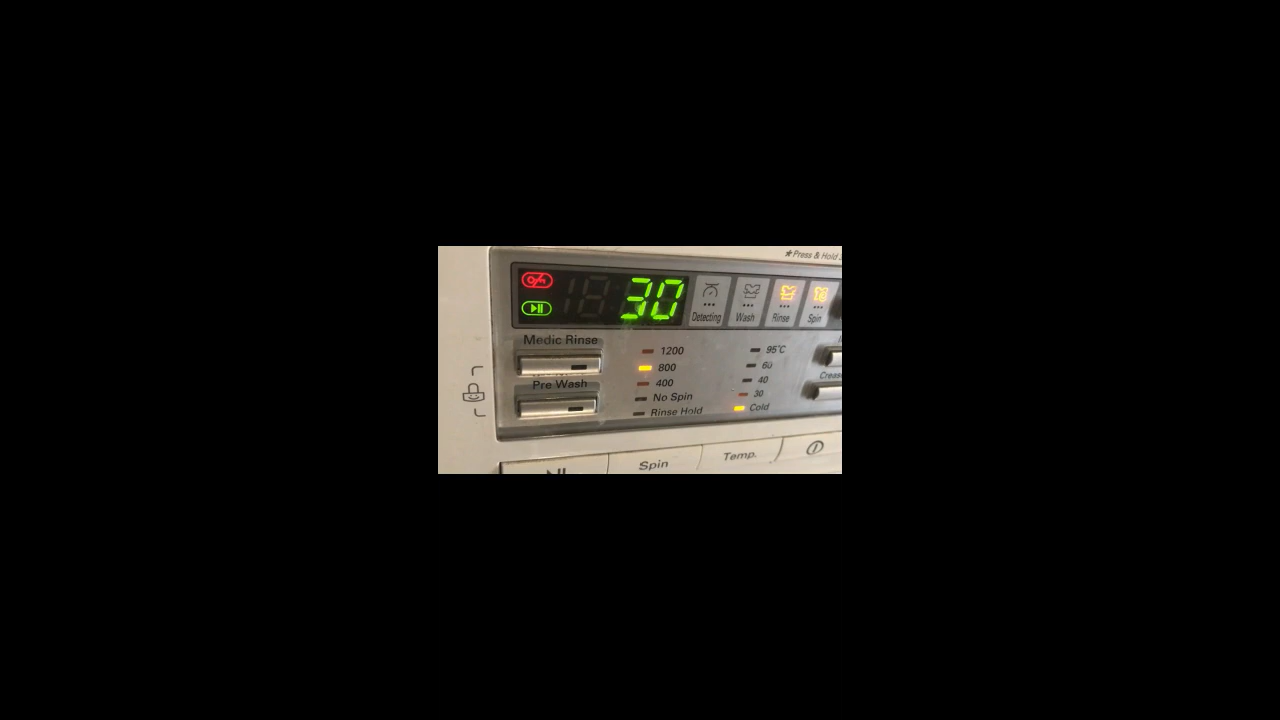 *Press & Hold
30
Detecting
Wash
Rinse
Spin
Medic Rinse
Pre Wash
1200
800
400
No Spin
Rinse Hold
95°C
60
40
30
Cold
Spin
Temp.